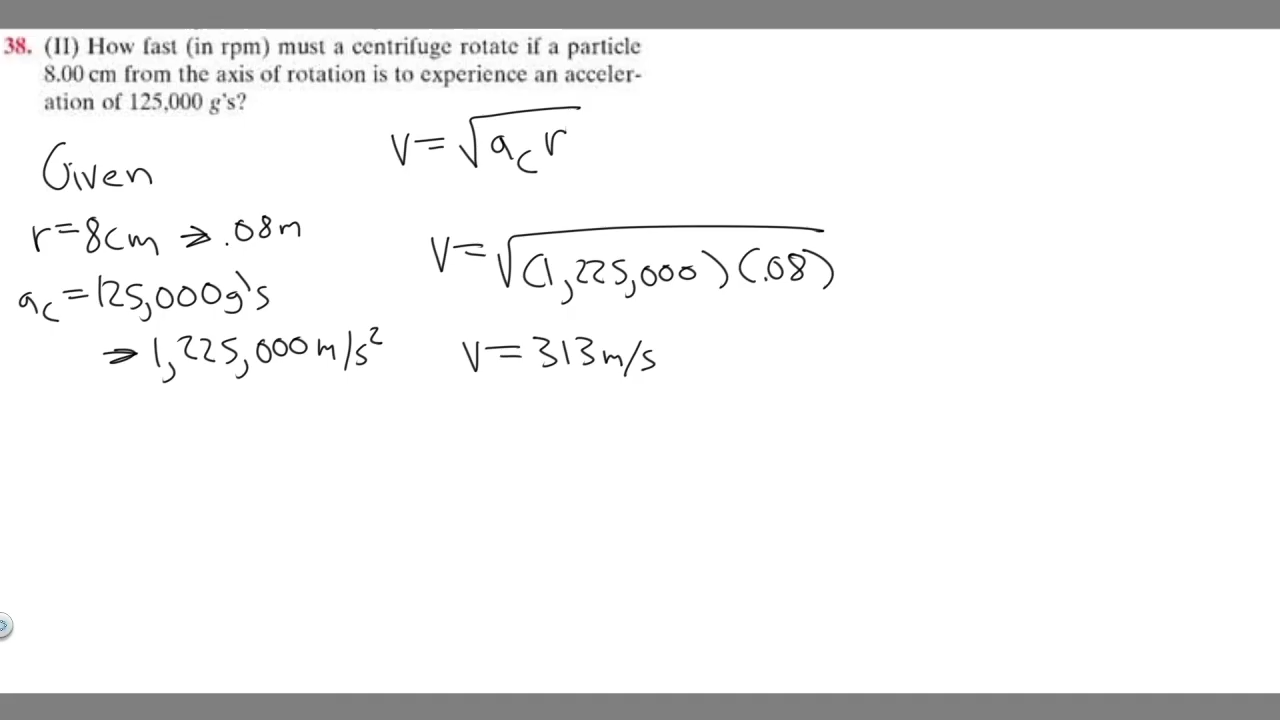 38. (II) How fast (in rpm) must a centrifuge rotate if a particle
8.00 cm from the axis of rotation is to experience an acceler-
ation of 125,000 g's?
Given
r=8cm → .08m
a_c=125,000g's
→ 1,225,000m/s²
v=√a_c r
v=√(1,225,000)(.08)
v=313m/s